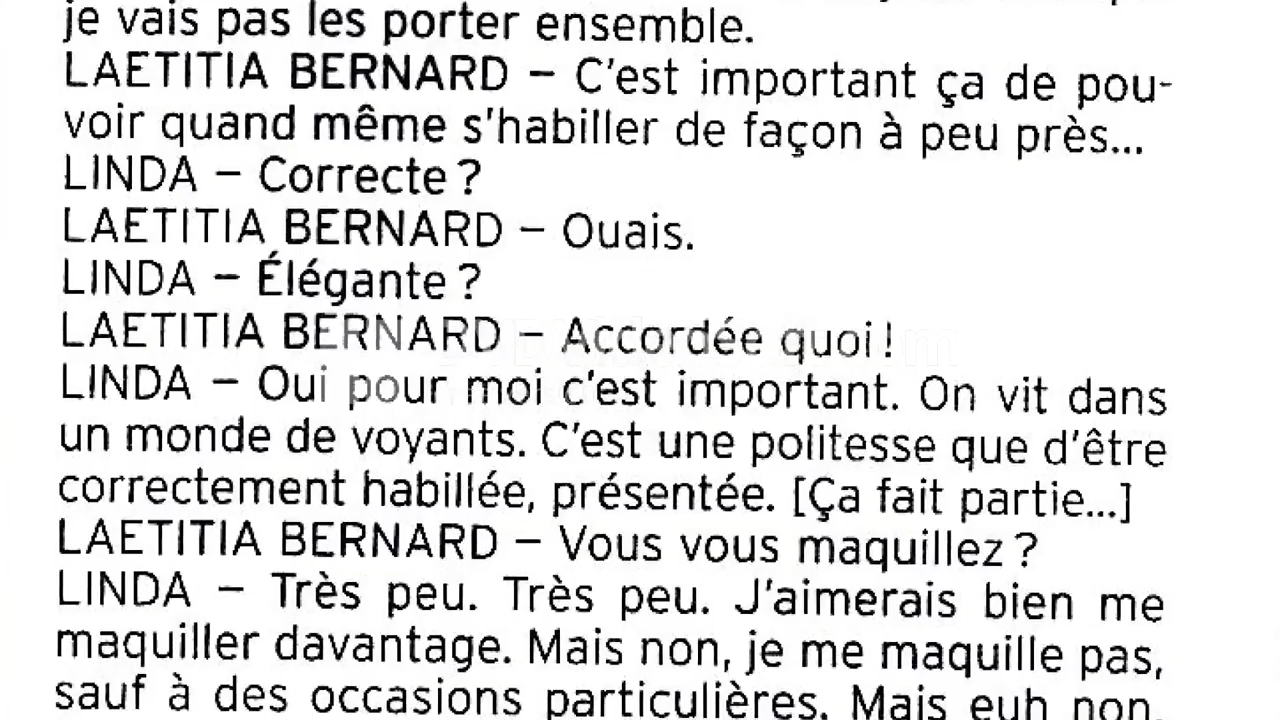 je vais pas les porter ensemble.
LAETITIA BERNARD – C'est important ça de pou-
voir quand même s'habiller de façon à peu près...
LINDA – Correcte ?
LAETITIA BERNARD – Ouais.
LINDA – Élégante ?
LAETITIA BERNARD – Accordée quoi !
LINDA – Oui pour moi c'est important. On vit dans
un monde de voyants. C'est une politesse que d'être
correctement habillée, présentée. [Ça fait partie...]
LAETITIA BERNARD – Vous vous maquillez ?
LINDA – Très peu. Très peu. J'aimerais bien me
maquiller davantage. Mais non, je me maquille pas,
sauf à des occasions particulières. Mais euh non.